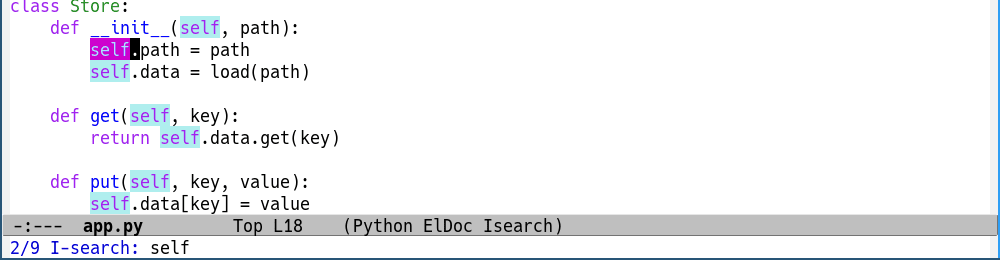 class Store:
    def __init__(self, path):
        self.path = path
        self.data = load(path)

    def get(self, key):
        return self.data.get(key)

    def put(self, key, value):
        self.data[key] = value
-:---  app.py         Top L18    (Python ElDoc Isearch)
2/9 I-search: self